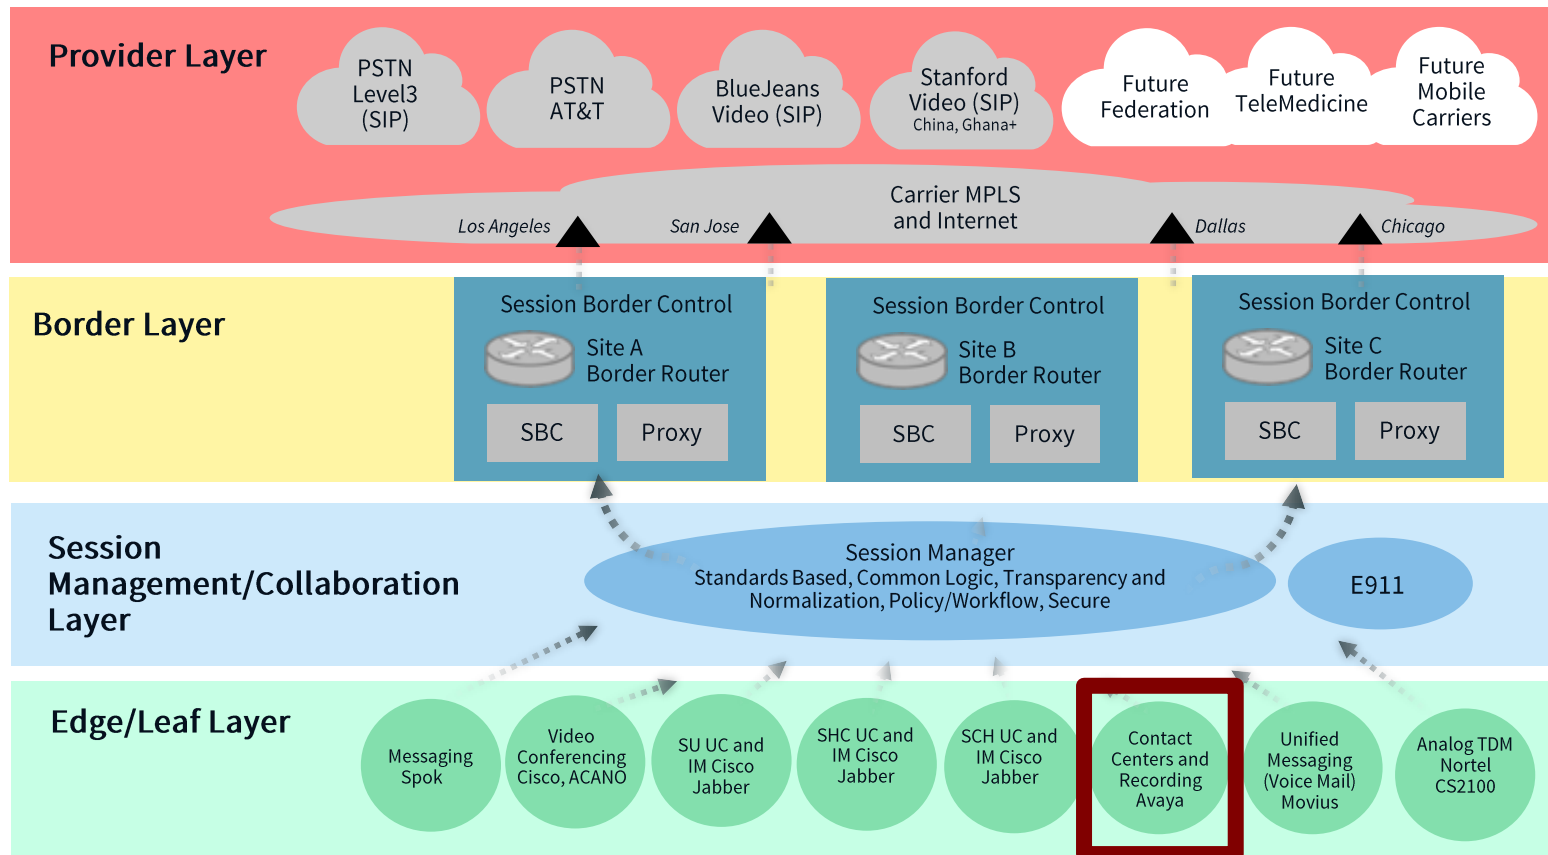 Provider Layer
PSTN
Level3
(SIP)
PSTN
AT&T
BlueJeans
Video (SIP)
Stanford
Video (SIP)
China, Ghana+
Future
Federation
Future
TeleMedicine
Future
Mobile
Carriers
Carrier MPLS
and Internet
Los Angeles
San Jose
Dallas
Chicago
Border Layer
Session Border Control
Site A
Border Router
SBC
Proxy
Session Border Control
Site B
Border Router
SBC
Proxy
Session Border Control
Site C
Border Router
SBC
Proxy
Session
Management/Collaboration
Layer
Session Manager
Standards Based, Common Logic, Transparency and
Normalization, Policy/Workflow, Secure
E911
Edge/Leaf Layer
Messaging
Spok
Video
Conferencing
Cisco, ACANO
SU UC and
IM Cisco
Jabber
SHC UC and
IM Cisco
Jabber
SCH UC and
IM Cisco
Jabber
Contact
Centers and
Recording
Avaya
Unified
Messaging
(Voice Mail)
Movius
Analog TDM
Nortel
CS2100